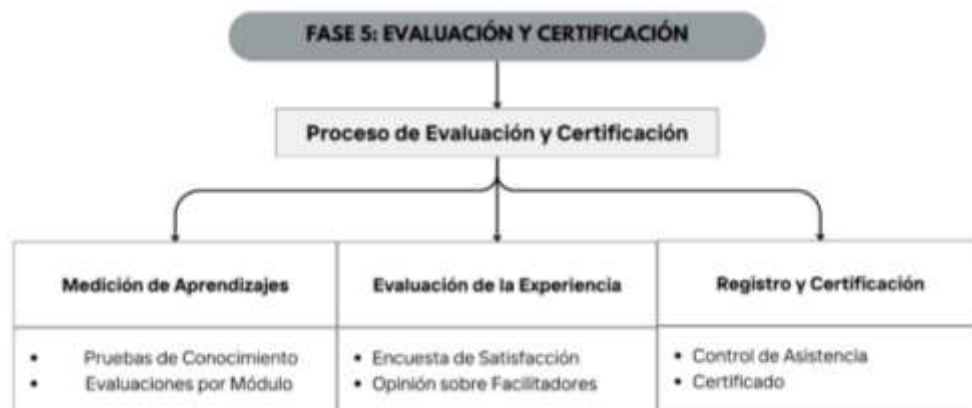 FASE 5: EVALUACIÓN Y CERTIFICACIÓN
Proceso de Evaluación y Certificación
Medición de Aprendizajes
Evaluación de la Experiencia
Registro y Certificación
• Pruebas de Conocimiento
• Evaluaciones por Módulo
• Encuesta de Satisfacción
• Opinión sobre Facilitadores
• Control de Asistencia
• Certificado